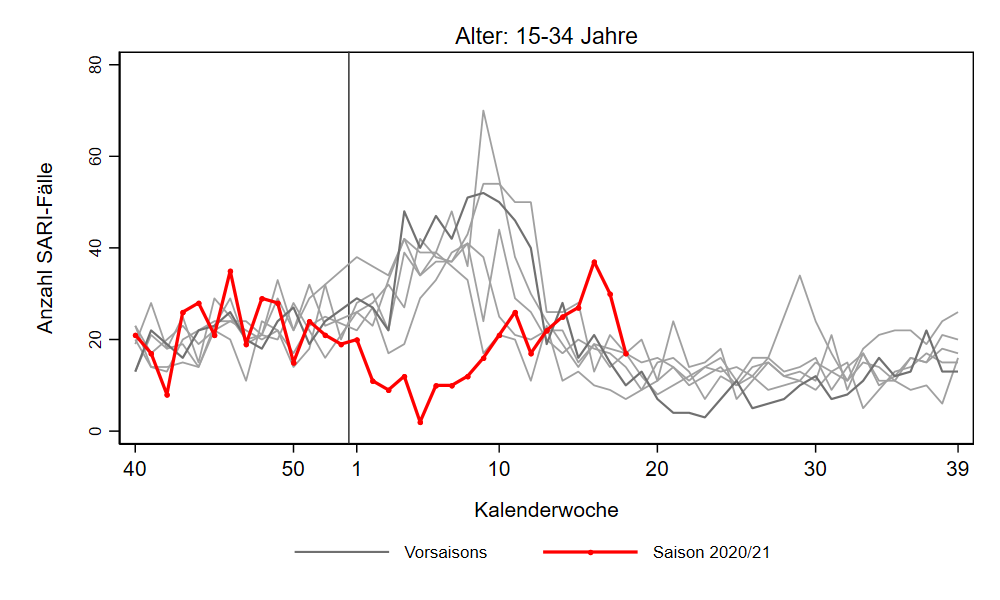 Alter: 15-34 Jahre
Anzahl SARI-Fälle
80
60
40
20
0
40 50 1 10 20 30 39
Kalenderwoche
Vorsaisons Saison 2020/21